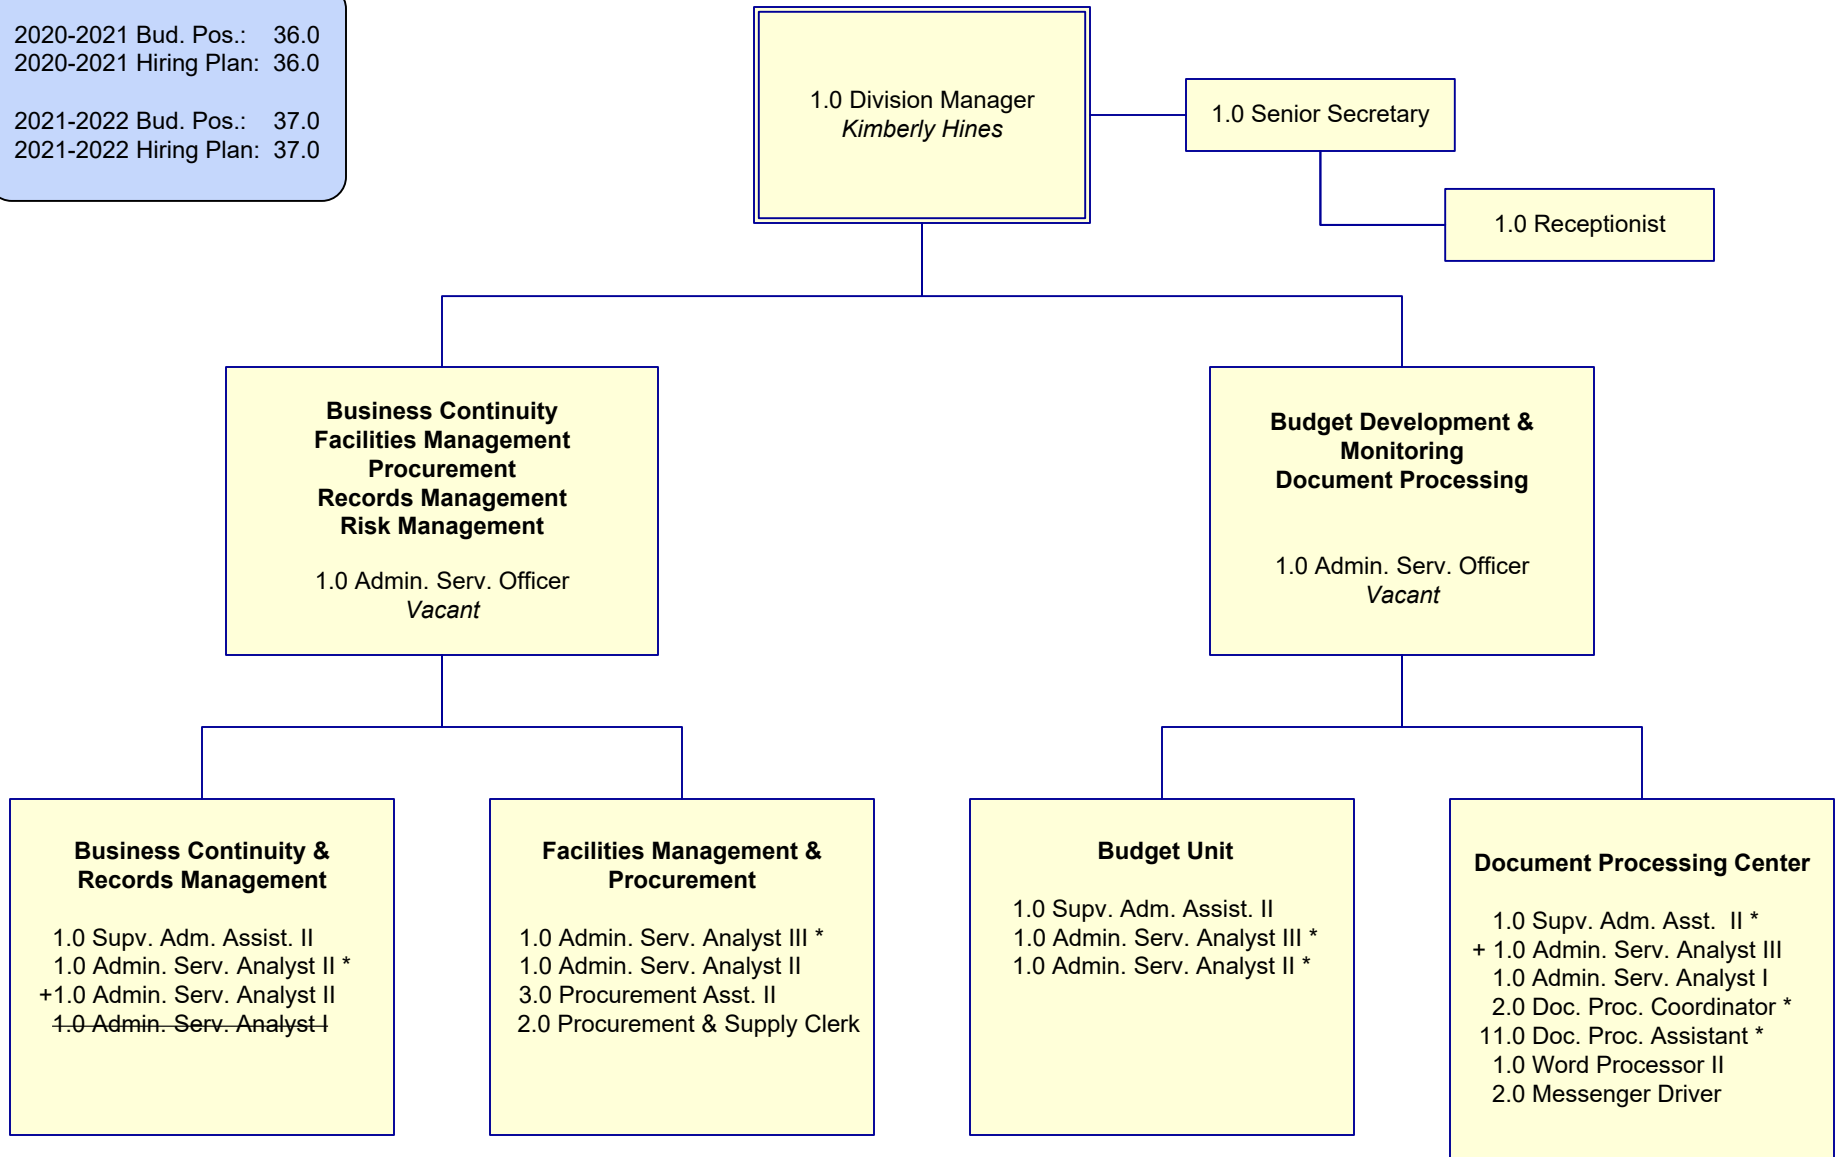 2020-2021 Bud. Pos.: 36.0
2020-2021 Hiring Plan: 36.0
2021-2022 Bud. Pos.: 37.0
2021-2022 Hiring Plan: 37.0
1.0 Division Manager
Kimberly Hines
1.0 Senior Secretary
1.0 Receptionist
Business Continuity
Facilities Management
Procurement
Records Management
Risk Management
1.0 Admin. Serv. Officer
Vacant
Budget Development &
Monitoring
Document Processing
1.0 Admin. Serv. Officer
Vacant
Business Continuity &
Records Management
1.0 Supv. Adm. Assist. II
1.0 Admin. Serv. Analyst II *
+1.0 Admin. Serv. Analyst II
1.0 Admin. Serv. Analyst I
Facilities Management &
Procurement
1.0 Admin. Serv. Analyst III *
1.0 Admin. Serv. Analyst II
3.0 Procurement Asst. II
2.0 Procurement & Supply Clerk
Budget Unit
1.0 Supv. Adm. Assist. II
1.0 Admin. Serv. Analyst III *
1.0 Admin. Serv. Analyst II *
Document Processing Center
1.0 Supv. Adm. Asst. II *
+ 1.0 Admin. Serv. Analyst III
1.0 Admin. Serv. Analyst I
2.0 Doc. Proc. Coordinator *
11.0 Doc. Proc. Assistant *
1.0 Word Processor II
2.0 Messenger Driver